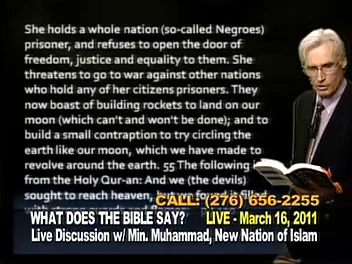 She holds a whole nation (so-called Negroes)
prisoner, and refuses to open the door of
freedom, justice and equality to them. She
threatens to go to war against other nations
who hold any of her citizens prisoners. They
now boast of building rockets to land on our
moon (which can't and won't be done); and to
build a small contraption to try circling the
earth like our moon, which we have made to
revolve around the earth. 55 The following i
from the Holy Qur-an: And we (the devils)
sought to reach heaven,
CALL: (276) 656-2255
WHAT DOES THE BIBLE SAY? LIVE - March 16, 2011
Live Discussion w/ Min. Muhammad, New Nation of Islam